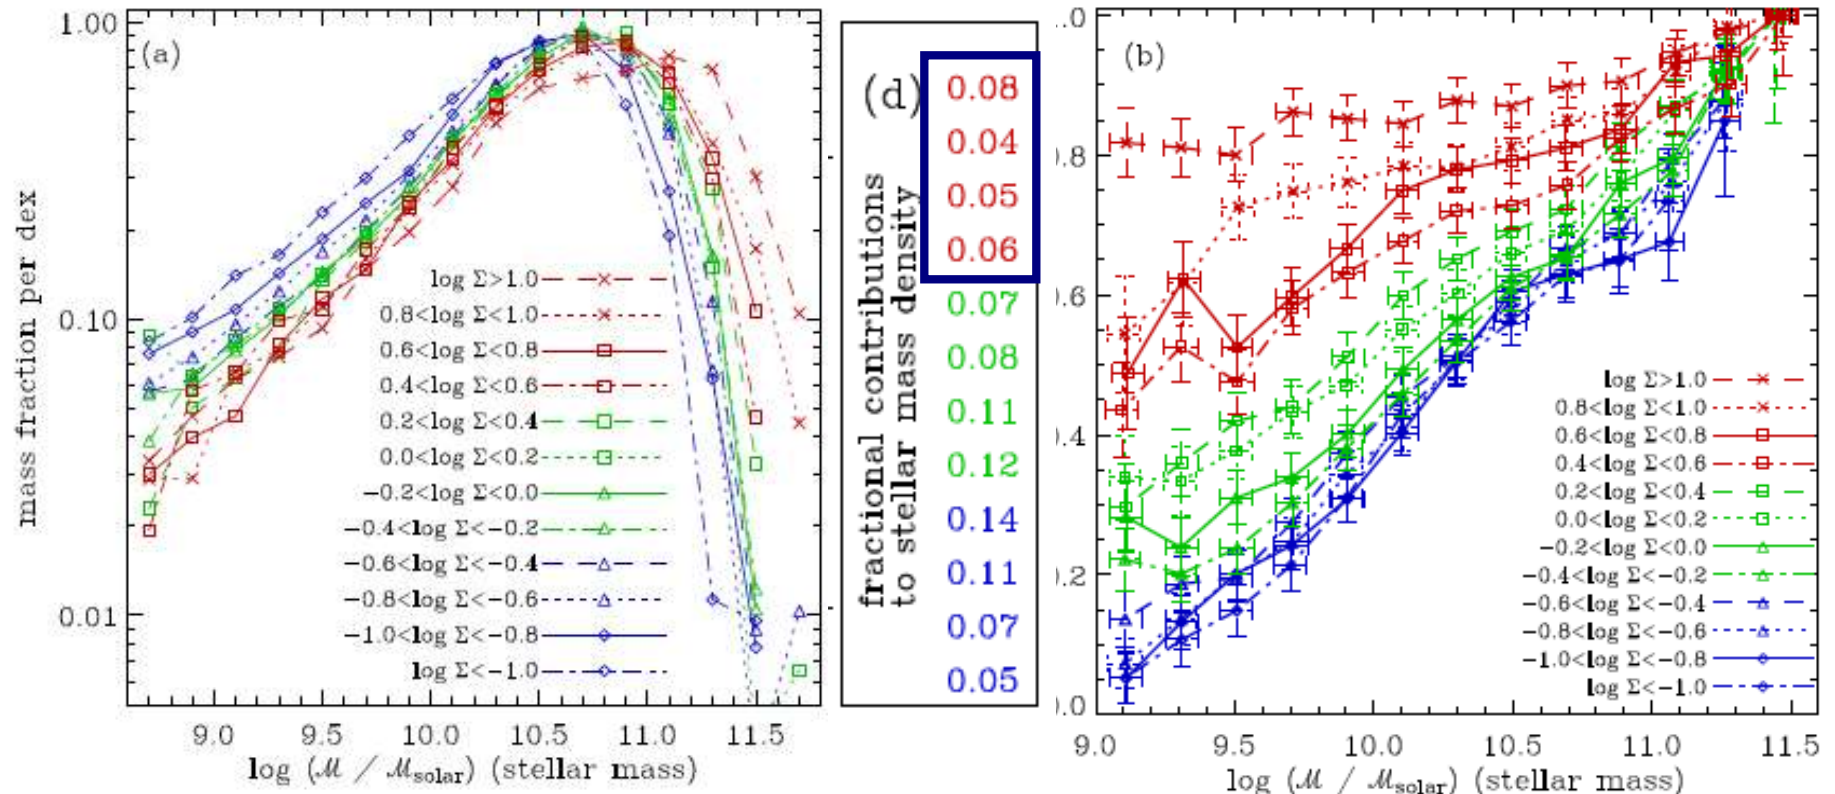 1.00
0.10
0.01
(a)
mass fraction per dex
log Σ>1.0
0.8<log Σ<1.0
0.6<log Σ<0.8
0.4<log Σ<0.6
0.2<log Σ<0.4
0.0<log Σ<0.2
−0.2<log Σ<0.0
−0.4<log Σ<−0.2
−0.6<log Σ<−0.4
−0.8<log Σ<−0.6
−1.0<log Σ<−0.8
log Σ<−1.0
9.0 9.5 10.0 10.5 11.0 11.5
log (ℳ / ℳsolar) (stellar mass)
(d)
fractional contributions
to stellar mass density
0.08
0.04
0.05
0.06
0.07
0.08
0.11
0.12
0.14
0.11
0.07
0.05
(b)
.0
0.8
0.6
0.4
0.2
0.0
log Σ>1.0
0.8<log Σ<1.0
0.6<log Σ<0.8
0.4<log Σ<0.6
0.2<log Σ<0.4
0.0<log Σ<0.2
−0.2<log Σ<0.0
−0.4<log Σ<−0.2
−0.6<log Σ<−0.4
−0.8<log Σ<−0.6
−1.0<log Σ<−0.8
log Σ<−1.0
9.0 9.5 10.0 10.5 11.0 11.5
log (ℳ / ℳsolar) (stellar mass)